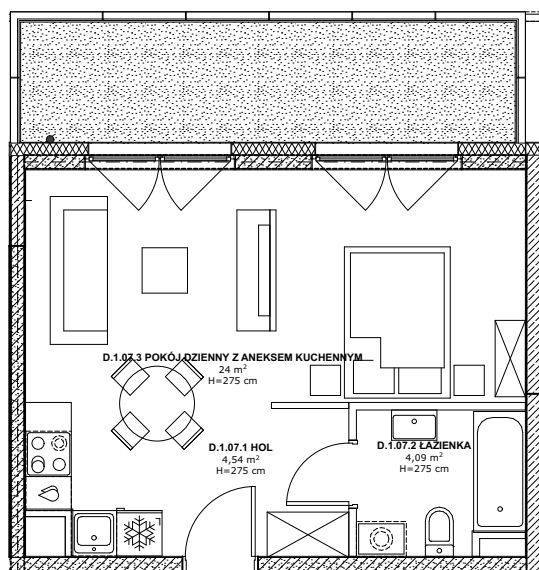 D.1.07.3 POKÓJ DZIENNY Z ANEKSEM KUCHENNYM
24 m²
H=275 cm
D.1.07.1 HOL
4,54 m²
H=275 cm
D.1.07.2 ŁAZIENKA
4,09 m²
H=275 cm